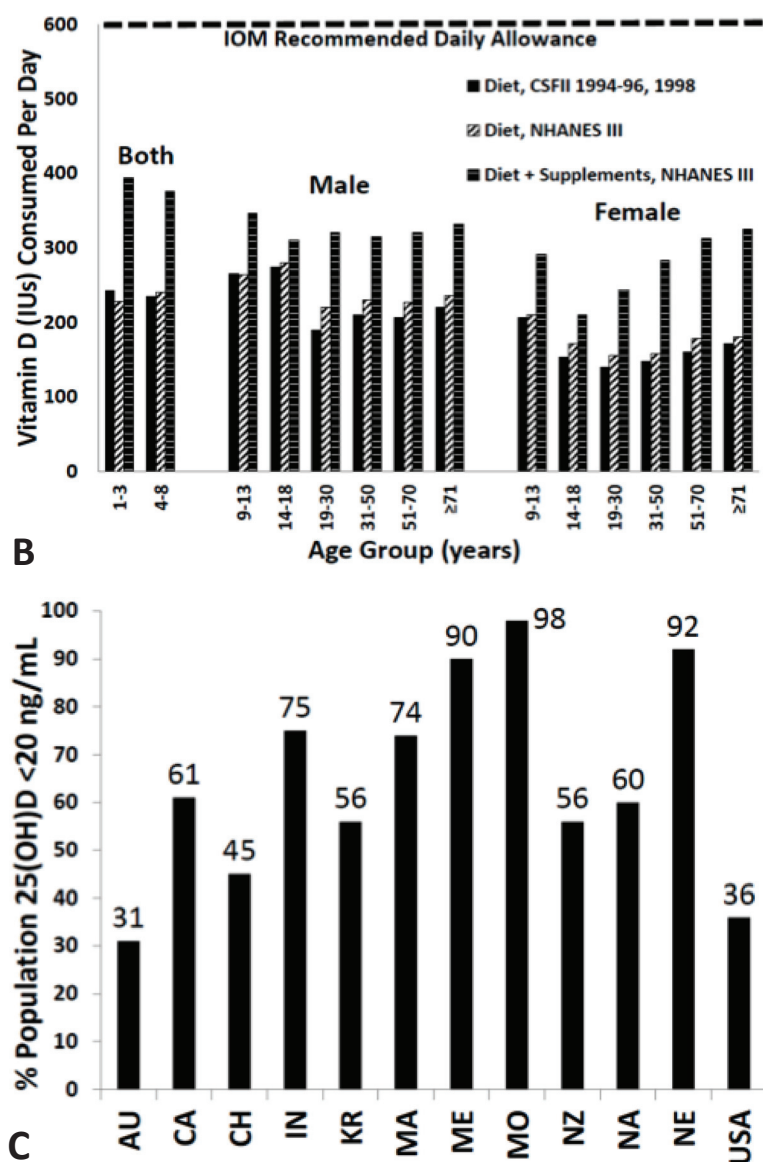 600
IOM Recommended Daily Allowance
Diet, CSFII 1994-96, 1998
500
Diet, NHANES III
400
Both
Diet + Supplements, NHANES III
Male
Female
300
200
100
0
Vitamin D (IUs) Consumed Per Day
1-3
4-8
9-13
14-18
19-30
31-50
51-70
≥71
9-13
14-18
19-30
31-50
51-70
≥71
Age Group (years)
B
% Population 25(OH)D <20 ng/mL
100
90
80
70
60
50
40
30
20
10
0
31
61
45
75
56
74
90
98
56
60
92
36
AU
CA
CH
IN
KR
MA
ME
MO
NZ
NA
NE
USA
C